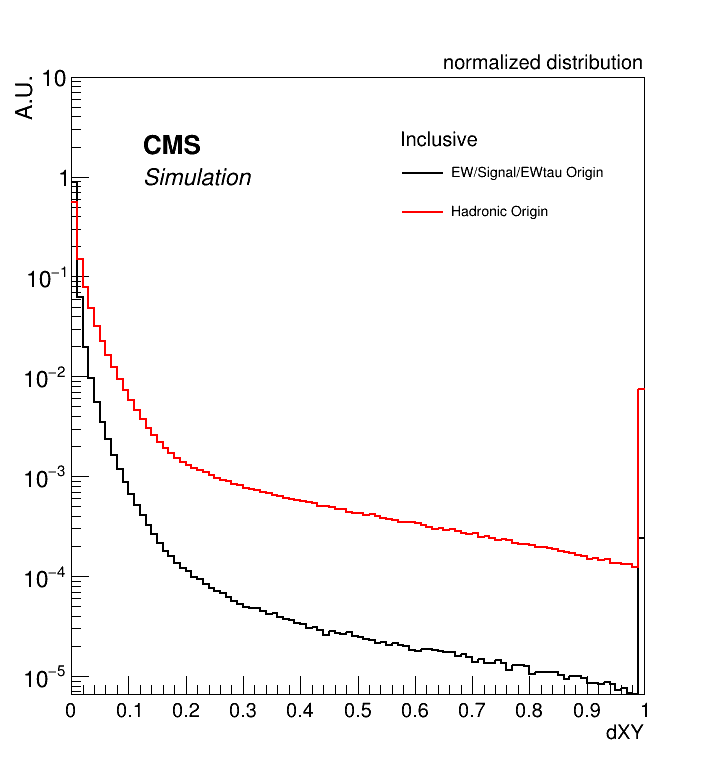 normalized distribution
A.U.
10
CMS
Simulation
Inclusive
EW/Signal/EWtau Origin
Hadronic Origin
1
10−1
10−2
10−3
10−4
10−5
0 0.1 0.2 0.3 0.4 0.5 0.6 0.7 0.8 0.9 1
dXY